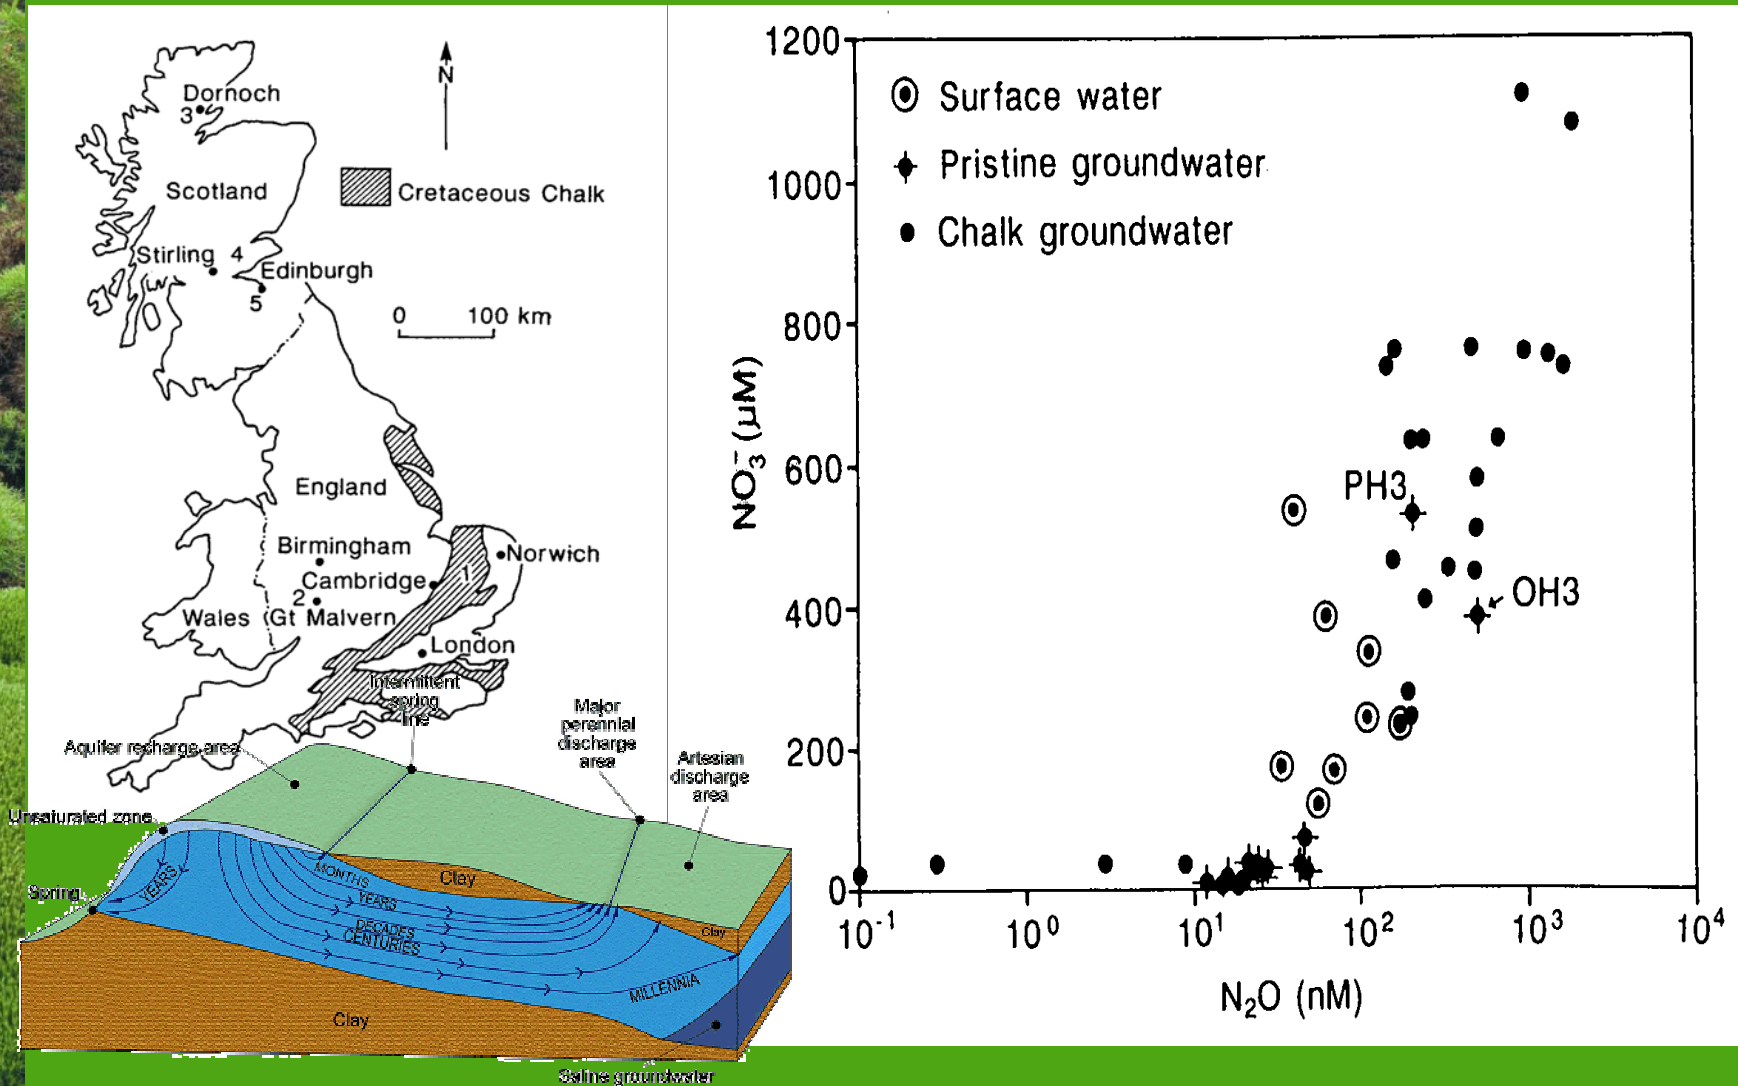 Dornoch
3
N
Scotland
Cretaceous Chalk
Stirling 4
Edinburgh
5
0 100 km
England
Birmingham
Norwich
Cambridge
1
2
Wales
Gt Malvern
London
Intermittent
spring
line
Major
perennial
discharge
area
Aquifer recharge area
Artesian
discharge
area
Unsaturated zone
Spring
YEARS
MONTHS
Clay
YEARS
DECADES
CENTURIES
Clay
MILLENNIA
Clay
Saline groundwater
1200
Surface water
Pristine groundwater
1000
Chalk groundwater
800
NO₃⁻ (µM)
600
PH3
OH3
400
200
0
10⁻¹ 10⁰ 10¹ 10² 10³ 10⁴
N₂O (nM)